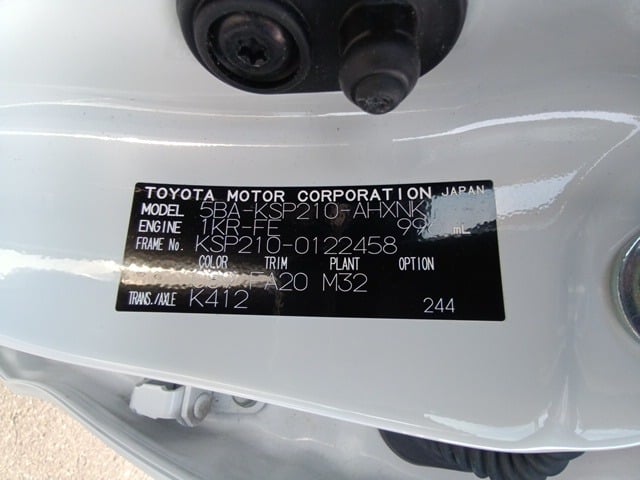 TOYOTA MOTOR CORPORATION JAPAN
MODEL 5BA-KSP210-AHXNK
ENGINE 1KR-FE mL
FRAME No. KSP210-0122458
COLOR TRIM PLANT OPTION
FA20 M32
TRANS./AXLE K412 244